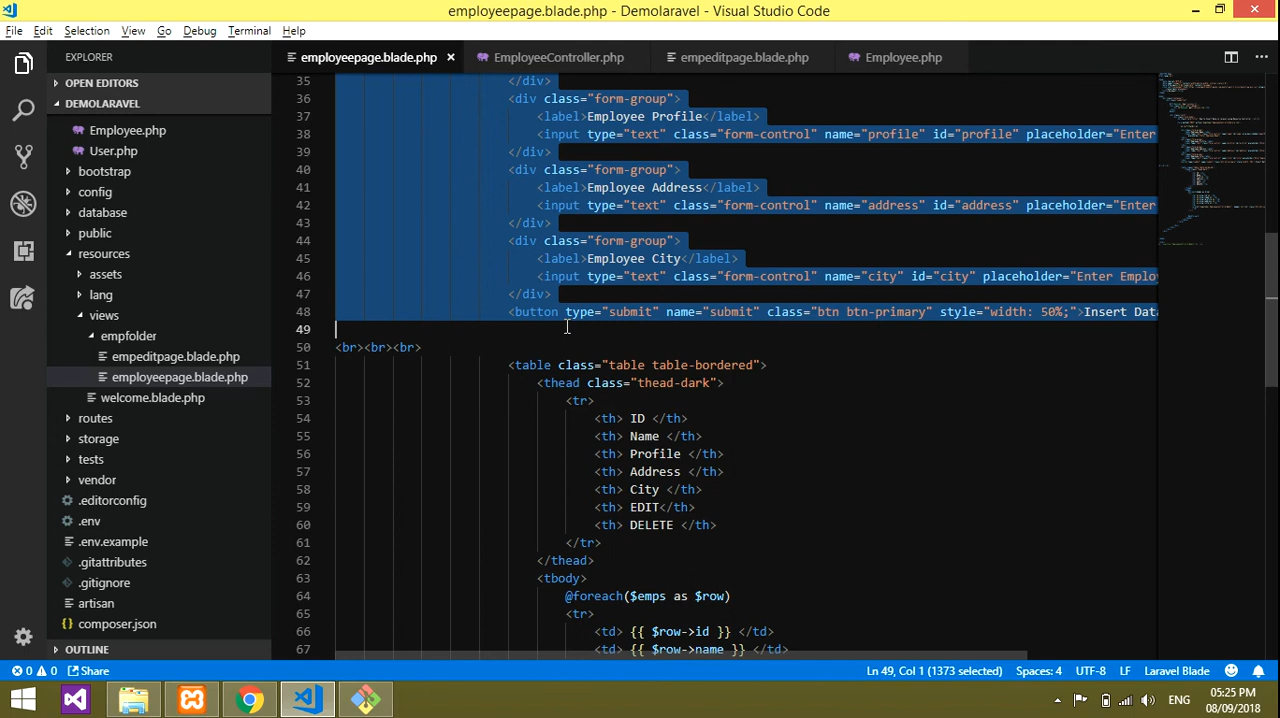 employeepage.blade.php - Demolaravel - Visual Studio Code
File Edit Selection View Go Debug Terminal Help
EXPLORER
employeepage.blade.php
EmployeeController.php
empeditpage.blade.php
Employee.php
OPEN EDITORS
DEMOLARAVEL
Employee.php
User.php
bootstrap
config
database
public
resources
assets
lang
views
empfolder
empeditpage.blade.php
employeepage.blade.php
welcome.blade.php
routes
storage
tests
vendor
.editorconfig
.env
.env.example
.gitattributes
.gitignore
artisan
composer.json
OUTLINE
35 </div>
36 <div class="form-group">
37 <label>Employee Profile</label>
38 <input type="text" class="form-control" name="profile" id="profile" placeholder="Enter
39 </div>
40 <div class="form-group">
41 <label>Employee Address</label>
42 <input type="text" class="form-control" name="address" id="address" placeholder="Enter
43 </div>
44 <div class="form-group">
45 <label>Employee City</label>
46 <input type="text" class="form-control" name="city" id="city" placeholder="Enter Employ
47 </div>
48 <button type="submit" name="submit" class="btn btn-primary" style="width: 50%;">Insert Data
49
50 <br><br><br>
51 <table class="table table-bordered">
52 <thead class="thead-dark">
53 <tr>
54 <th> ID </th>
55 <th> Name </th>
56 <th> Profile </th>
57 <th> Address </th>
58 <th> City </th>
59 <th> EDIT</th>
60 <th> DELETE </th>
61 </tr>
62 </thead>
63 <tbody>
64 @foreach($emps as $row)
65 <tr>
66 <td> {{ $row->id }} </td>
67 <td> {{ $row->name }} </td>
0 0 Share
Ln 49, Col 1 (1373 selected) Spaces: 4 UTF-8 LF Laravel Blade
ENG
05:25 PM
08/09/2018